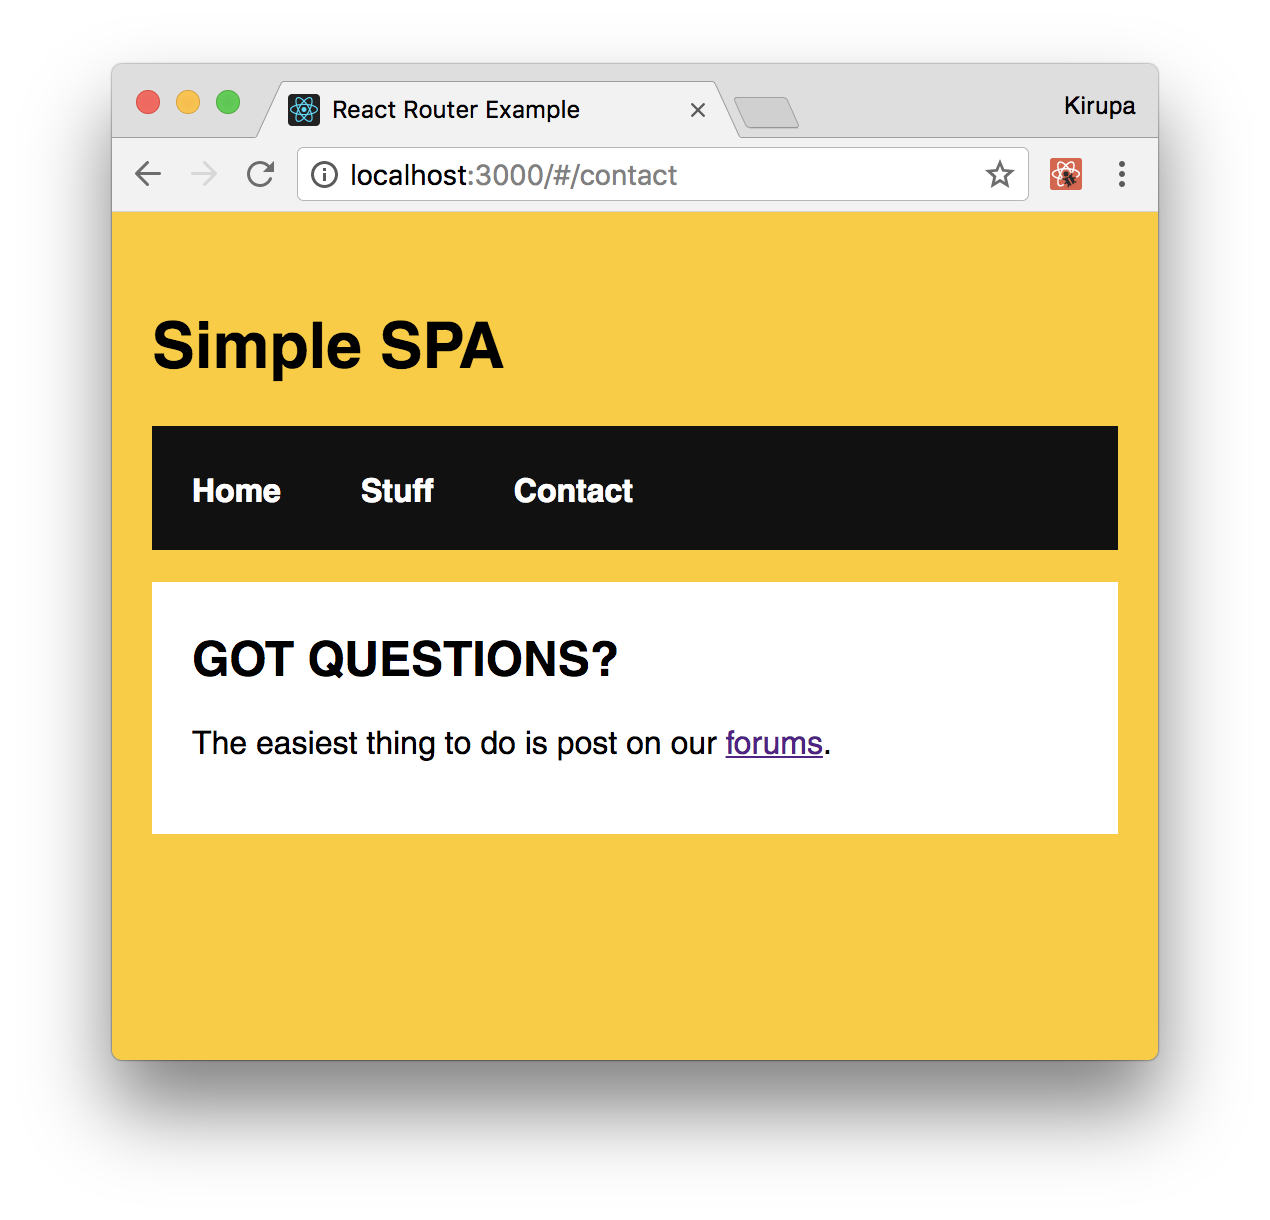 React Router Example
Kirupa
localhost:3000/#/contact
Simple SPA
Home Stuff Contact
GOT QUESTIONS?
The easiest thing to do is post on our forums.